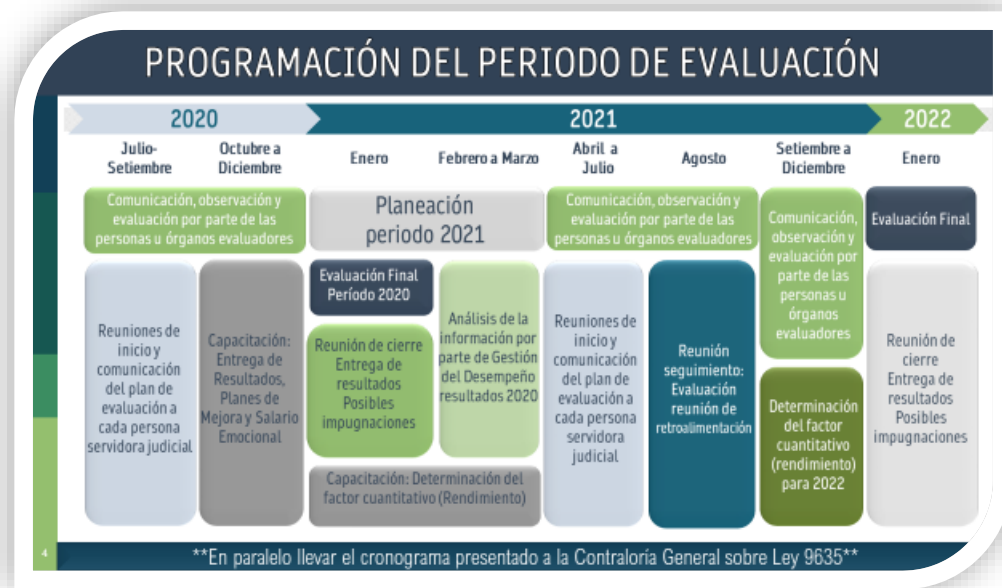 PROGRAMACIÓN DEL PERIODO DE EVALUACIÓN
2020
2021
2022
Julio-
Setiembre
Octubre a
Diciembre
Enero
Febrero a Marzo
Abril a
Julio
Agosto
Setiembre a
Diciembre
Enero
Comunicación, observación y
evaluación por parte de las
personas u órganos evaluadores
Planeación
periodo 2021
Comunicación, observación y
evaluación por parte de las
personas u órganos evaluadores
Comunicación,
observación y
evaluación por
parte de las
personas u
órganos
evaluadores
Evaluación Final
Reuniones de
inicio y
comunicación
del plan de
evaluación a
cada persona
servidora judicial
Capacitación:
Entrega de
Resultados,
Planes de
Mejora y Salario
Emocional
Evaluación Final
Período 2020
Reunión de cierre
Entrega de
resultados
Posibles
impugnaciones
Análisis de la
información por
parte de Gestión
del Desempeño
resultados 2020
Capacitación: Determinación del
factor cuantitativo (Rendimiento)
Reuniones de
inicio y
comunicación
del plan de
evaluación a
cada persona
servidora
judicial
Reunión
seguimiento:
Evaluación
reunión de
retroalimentación
Determinación
del factor
cuantitativo
(rendimiento)
para 2022
Reunión de
cierre
Entrega de
resultados
Posibles
impugnaciones
4
**En paralelo llevar el cronograma presentado a la Contraloría General sobre Ley 9635**